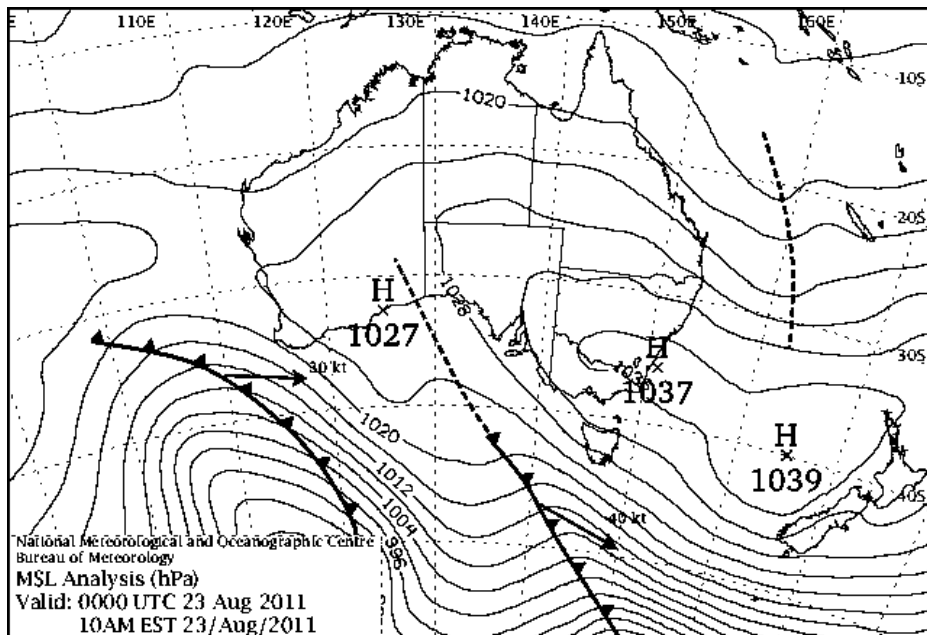 110E 120E 130E 140E 150E 160E
10S
1020
20S
H
1027
1028
30S
H
1037
30 kt
H
1039
1020
40S
1012
1004
996
40 kt
National Meteorological and Oceanographic Centre
Bureau of Meteorology
MSL Analysis (hPa)
Valid: 0000 UTC 23 Aug 2011
10AM EST 23/Aug/2011